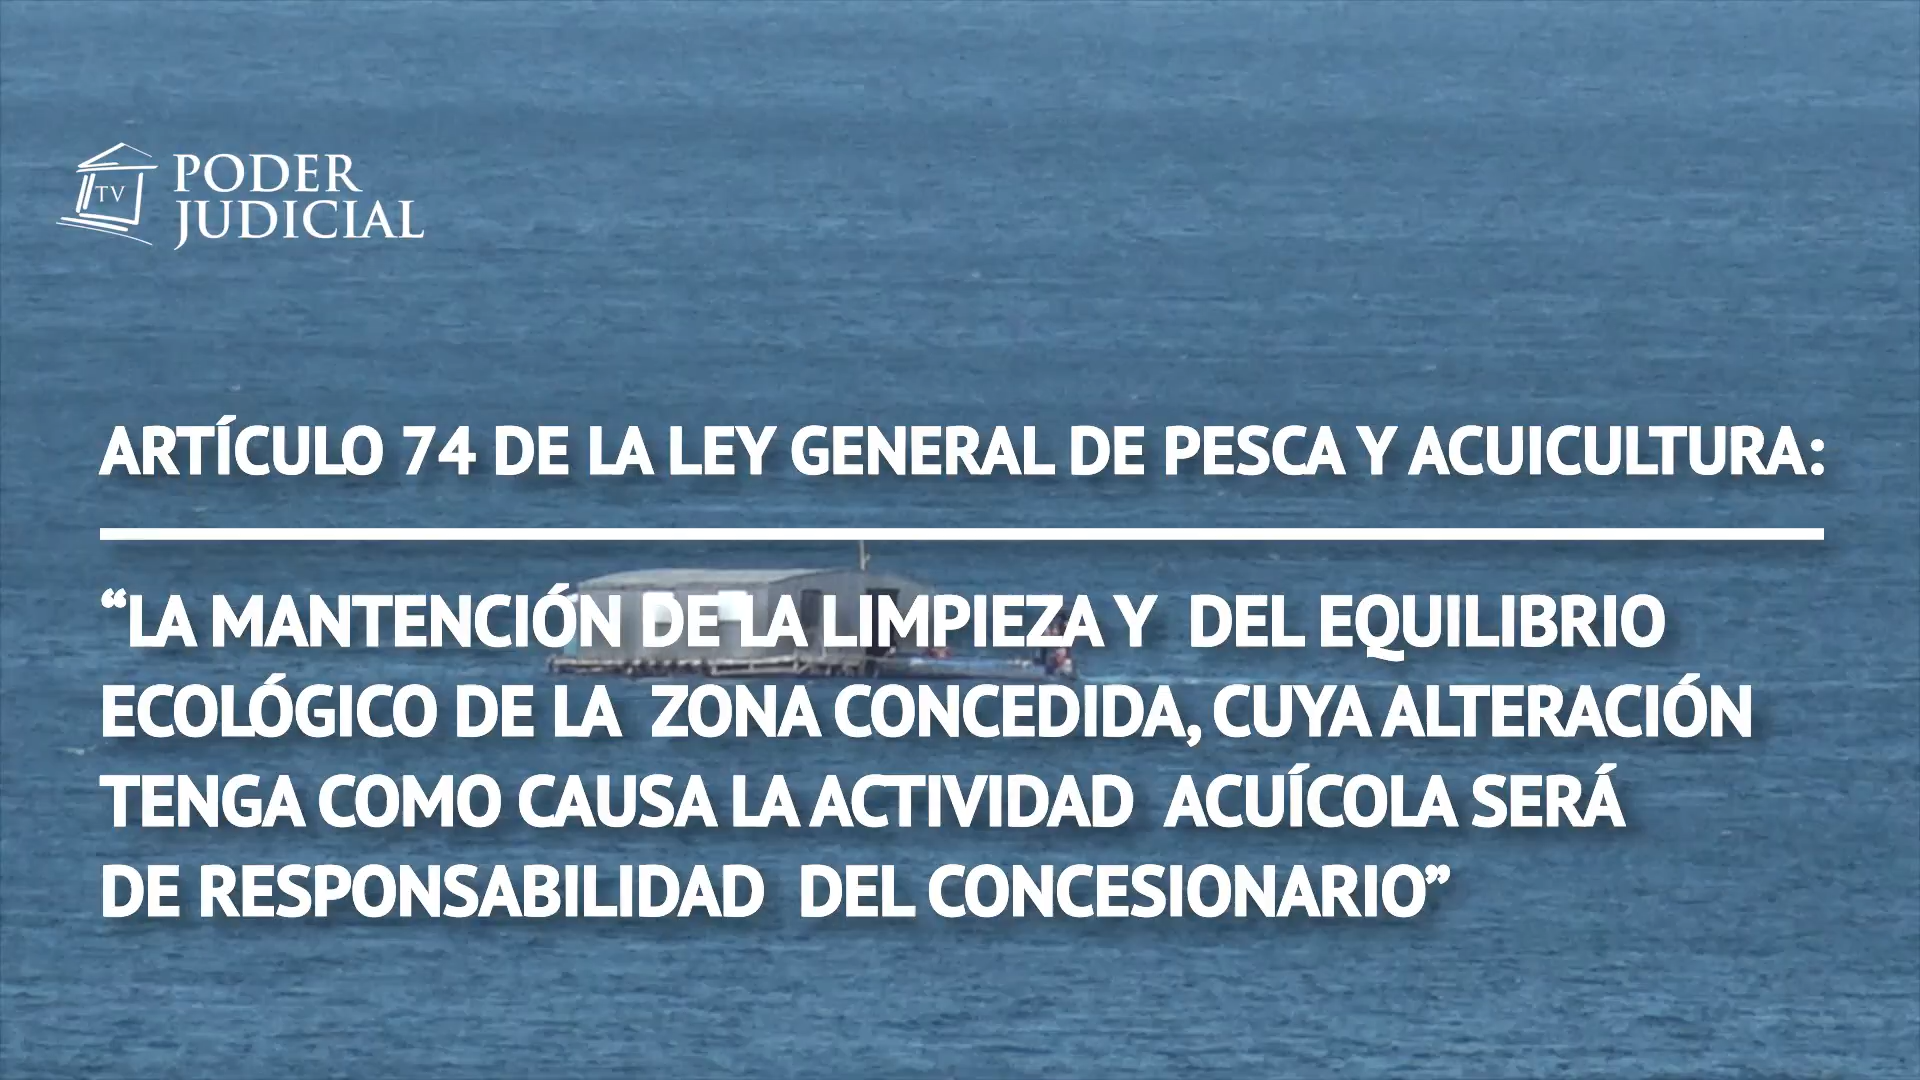 TV
PODER
JUDICIAL
ARTÍCULO 74 DE LA LEY GENERAL DE PESCA Y ACUICULTURA:
“LA MANTENCIÓN DE LA LIMPIEZA Y DEL EQUILIBRIO
ECOLÓGICO DE LA ZONA CONCEDIDA, CUYA ALTERACIÓN
TENGA COMO CAUSA LA ACTIVIDAD ACUÍCOLA SERÁ
DE RESPONSABILIDAD DEL CONCESIONARIO”